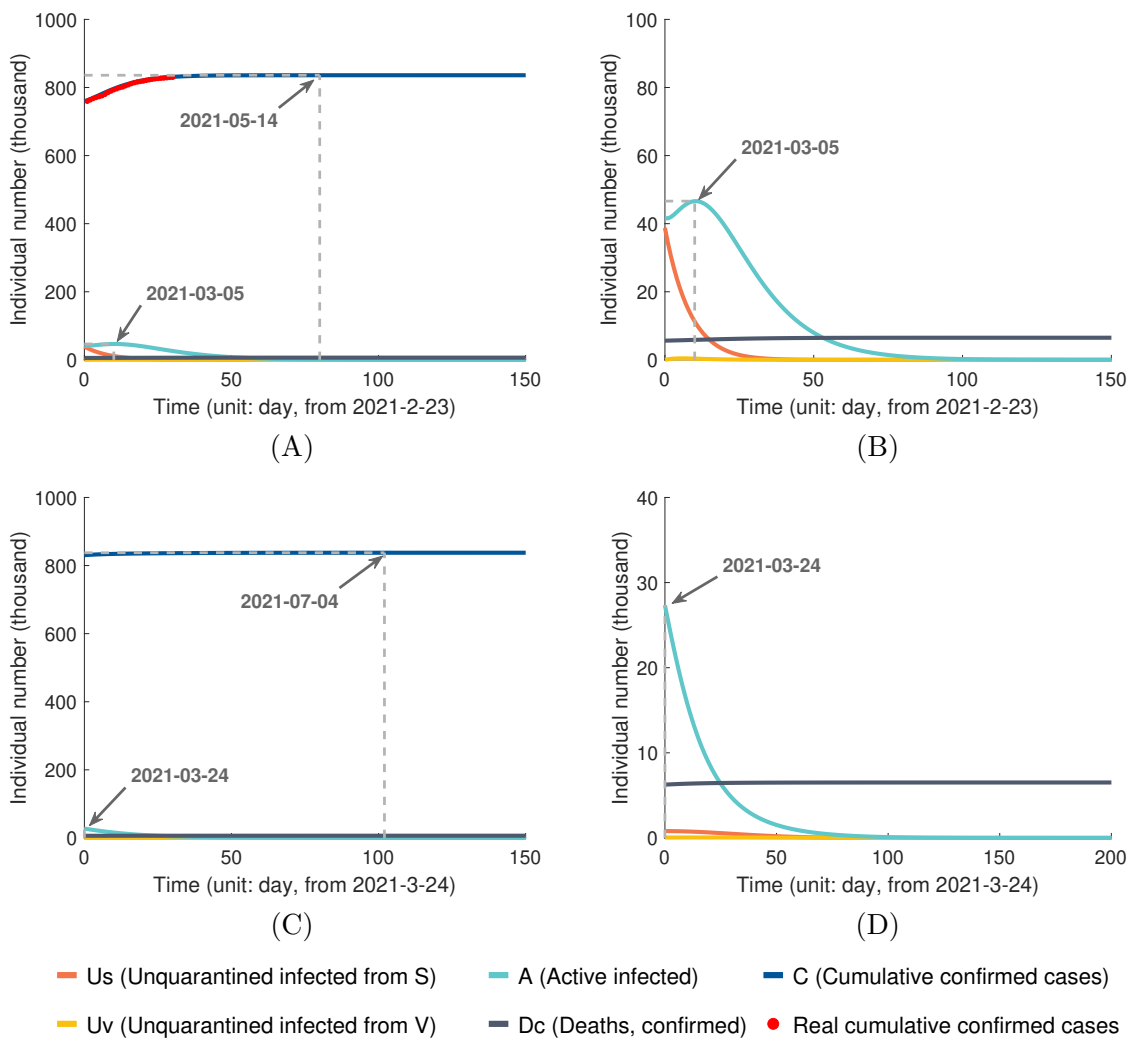 Individual number (thousand)
1000
800
600
400
200
0
2021-05-14
2021-03-05
0
50
100
150
Time (unit: day, from 2021-2-23)
(A)
Individual number (thousand)
100
80
60
40
20
0
2021-03-05
0
50
100
150
Time (unit: day, from 2021-2-23)
(B)
Individual number (thousand)
1000
800
600
400
200
0
2021-07-04
2021-03-24
0
50
100
150
Time (unit: day, from 2021-3-24)
(C)
Individual number (thousand)
40
30
20
10
0
2021-03-24
0
50
100
150
200
Time (unit: day, from 2021-3-24)
(D)
Us (Unquarantined infected from S)
A (Active infected)
C (Cumulative confirmed cases)
Uv (Unquarantined infected from V)
Dc (Deaths, confirmed)
Real cumulative confirmed cases